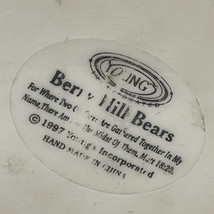 YOUNG'S
Berry Hill Bears
For Where Two Or Three Are Gathered Together In My
Name, There Am I In The Midst Of Them. Matt 18:20
© 1997 Young's Incorporated
HAND MADE IN CHINA